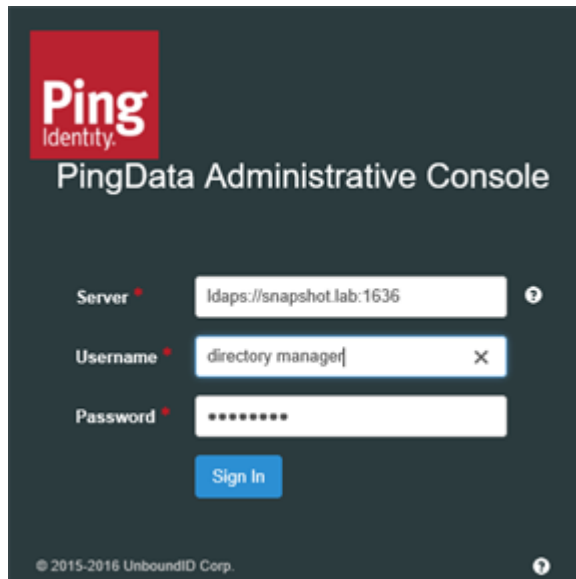 Ping
Identity.
PingData Administrative Console
Server *
ldaps://snapshot.lab:1636
?
Username *
directory manager
Password *
••••••••
Sign In
© 2015-2016 UnboundID Corp.
?